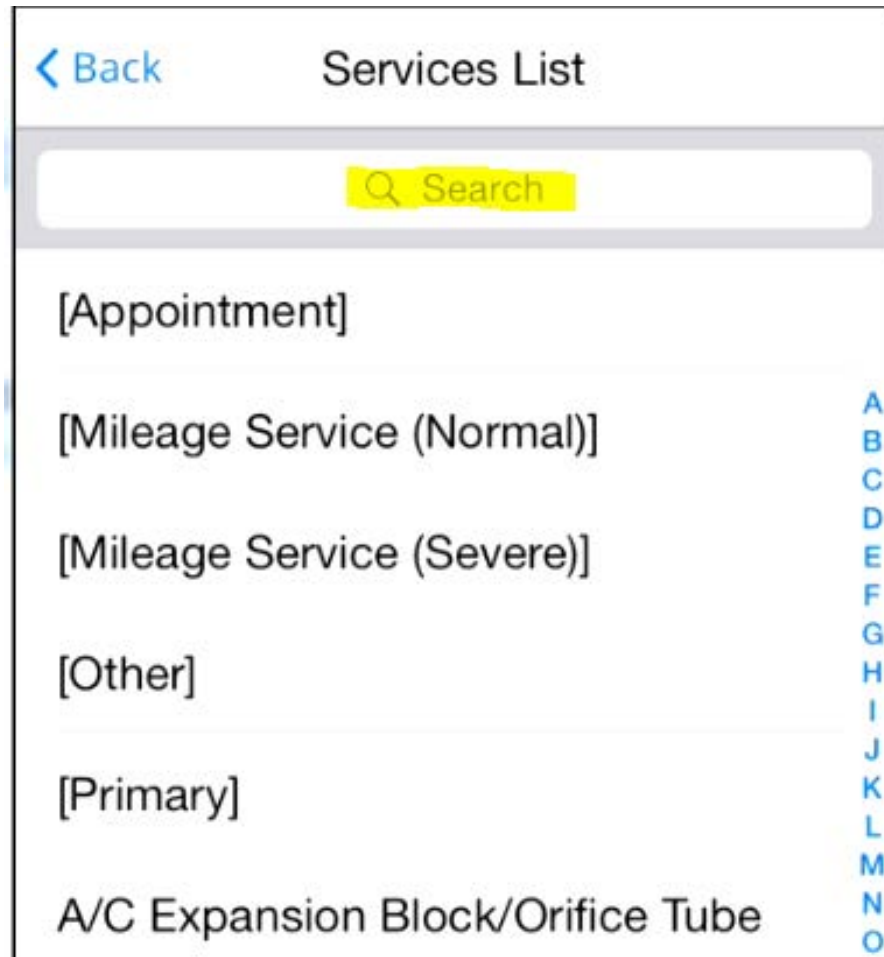 Back Services List
Search
[Appointment]
[Mileage Service (Normal)]
[Mileage Service (Severe)]
[Other]
[Primary]
A/C Expansion Block/Orifice Tube
A
B
C
D
E
F
G
H
I
J
K
L
M
N
O